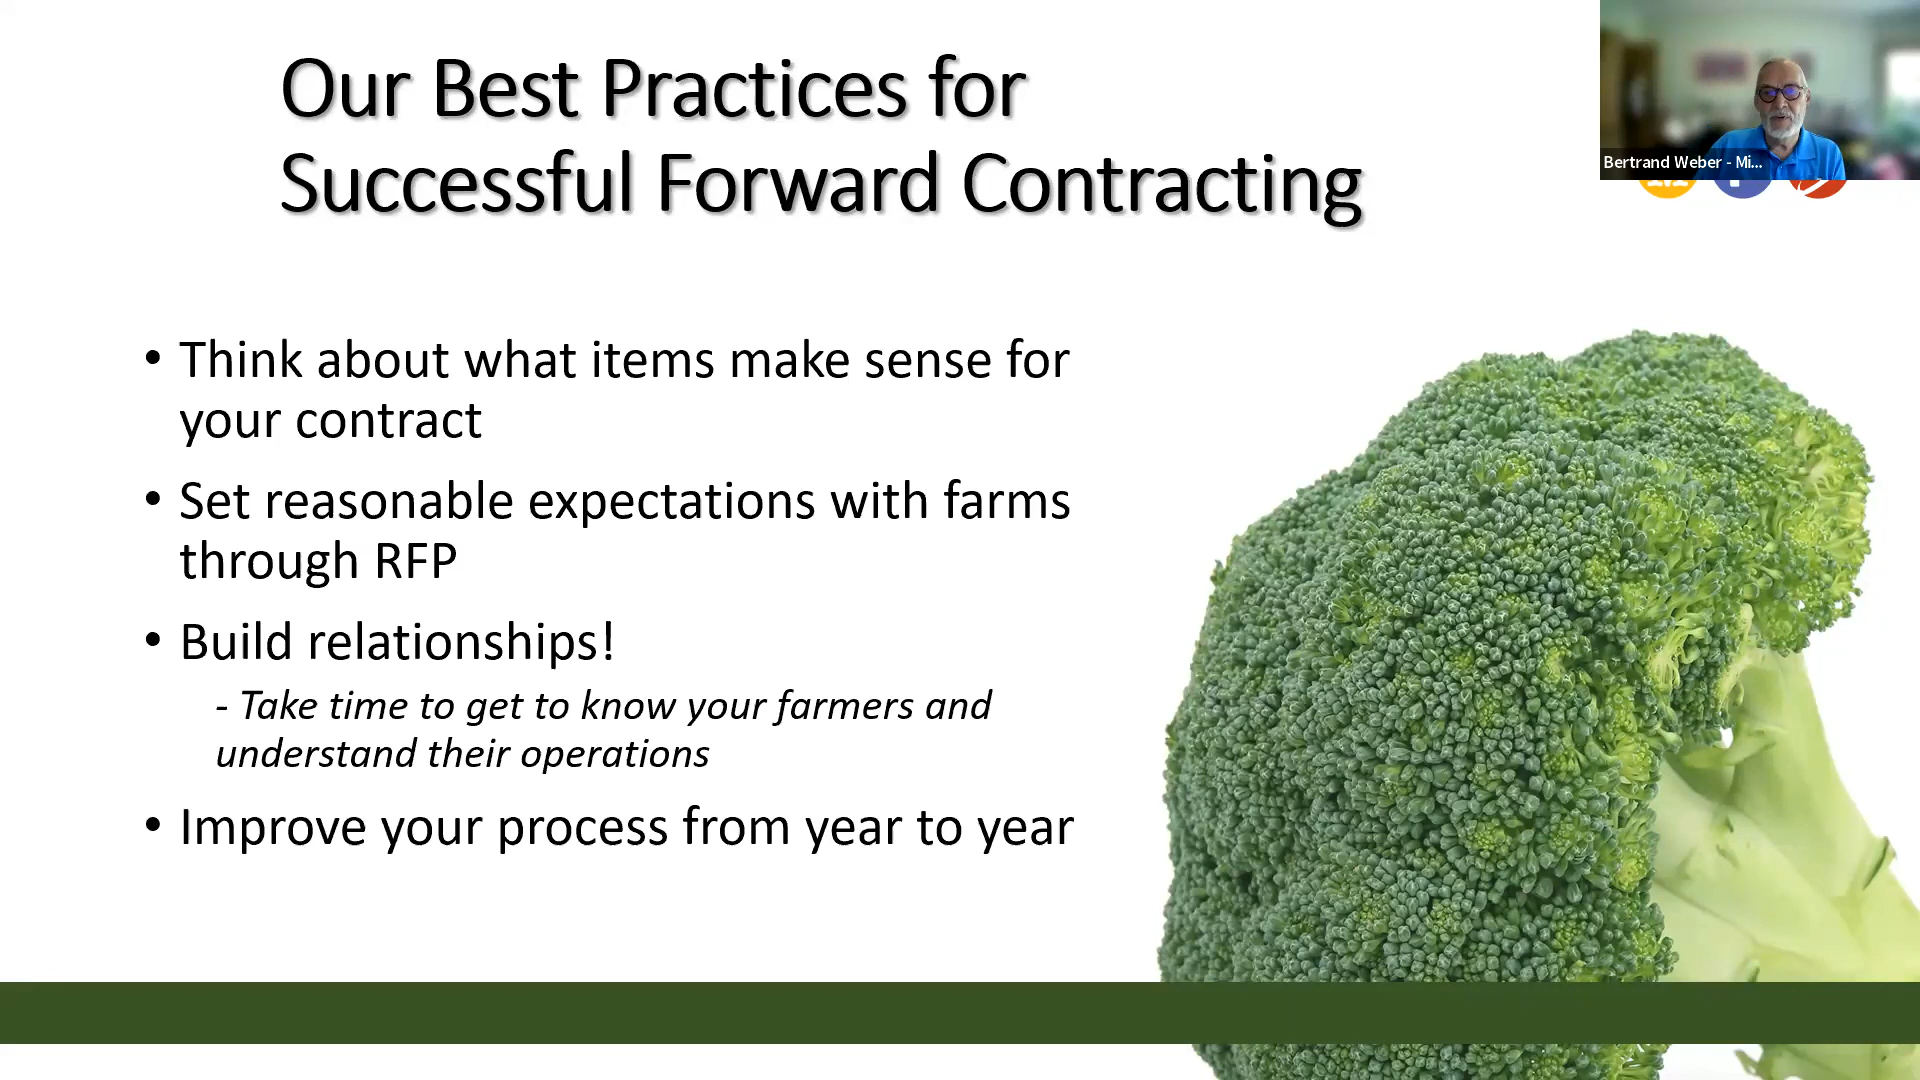 Our Best Practices for
Successful Forward Contracting
Bertrand Weber - Mi...
• Think about what items make sense for
your contract
• Set reasonable expectations with farms
through RFP
• Build relationships!
- Take time to get to know your farmers and
understand their operations
• Improve your process from year to year